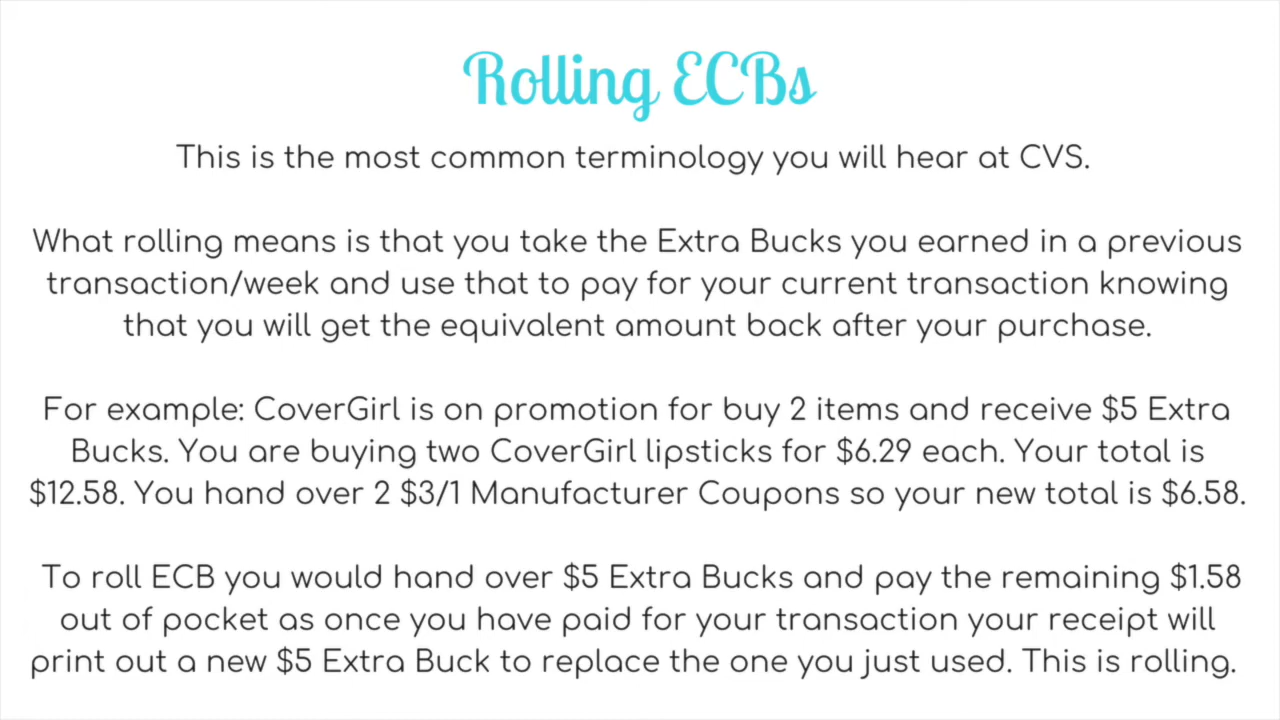 Rolling ECBs
This is the most common terminology you will hear at CVS.
What rolling means is that you take the Extra Bucks you earned in a previous
transaction/week and use that to pay for your current transaction knowing
that you will get the equivalent amount back after your purchase.
For example: CoverGirl is on promotion for buy 2 items and receive $5 Extra
Bucks. You are buying two CoverGirl lipsticks for $6.29 each. Your total is
$12.58. You hand over 2 $3/1 Manufacturer Coupons so your new total is $6.58.
To roll ECB you would hand over $5 Extra Bucks and pay the remaining $1.58
out of pocket as once you have paid for your transaction your receipt will
print out a new $5 Extra Buck to replace the one you just used. This is rolling.